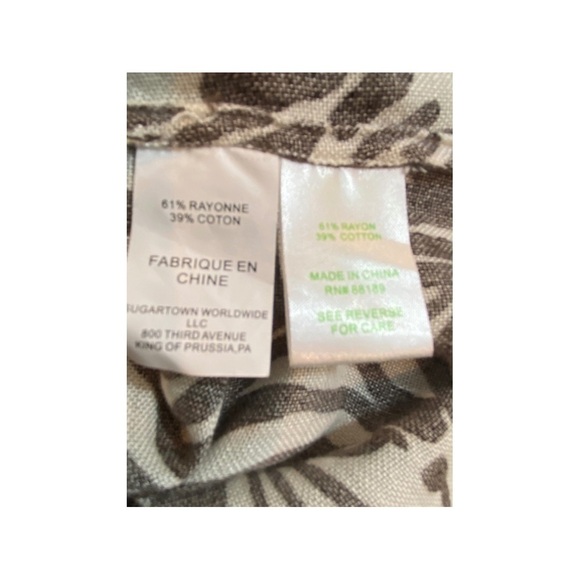 61% RAYONNE
39% COTON
FABRIQUE EN
CHINE
SUGARTOWN WORLDWIDE
LLC
800 THIRD AVENUE
KING OF PRUSSIA,PA
61% RAYON
39% COTTON
MADE IN CHINA
RN# 88189
SEE REVERSE
FOR CARE